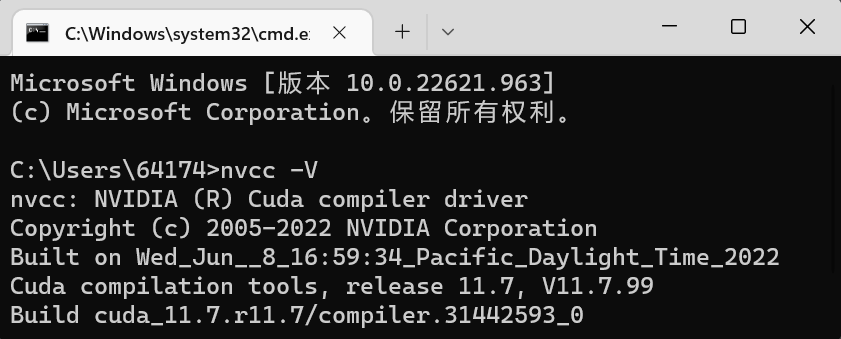 C:\Windows\system32\cmd.e
Microsoft Windows [版本 10.0.22621.963]
(c) Microsoft Corporation。保留所有权利。
C:\Users\64174>nvcc -V
nvcc: NVIDIA (R) Cuda compiler driver
Copyright (c) 2005-2022 NVIDIA Corporation
Built on Wed_Jun__8_16:59:34_Pacific_Daylight_Time_2022
Cuda compilation tools, release 11.7, V11.7.99
Build cuda_11.7.r11.7/compiler.31442593_0